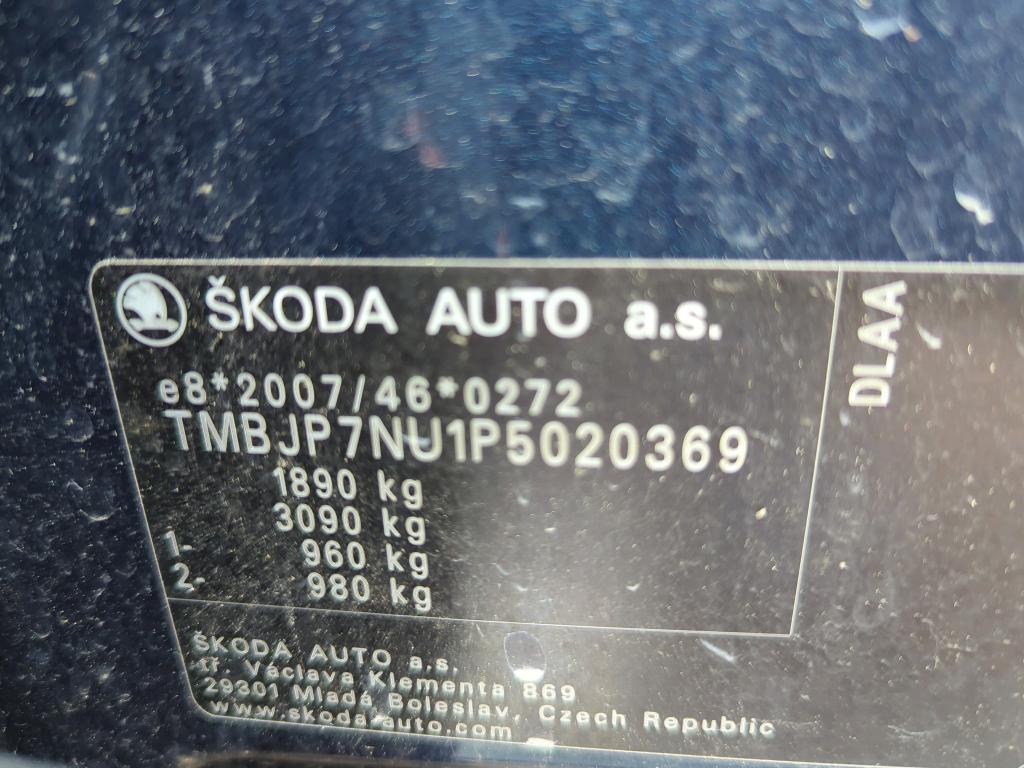 ŠKODA AUTO a.s.
e8*2007/46*0272
TMBJP7NU1P5020369
1890 kg
3090 kg
1- 960 kg
2- 980 kg
ŠKODA AUTO a.s.
tř. Václava Klementa 869
29301 Mladá Boleslav, Czech Republic
www.skoda-auto.com
DLAA